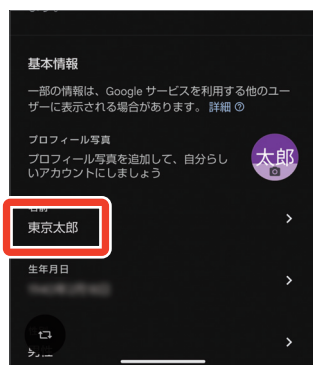 基本情報
一部の情報は、Google サービスを利用する他のユー
ザーに表示される場合があります。 詳細
プロフィール写真
プロフィール写真を追加して、自分らし
いアカウントにしましょう
太郎
名前
東京太郎
生年月日